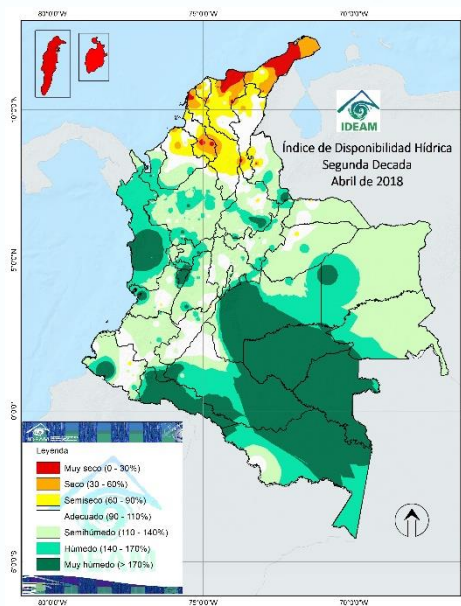 80°0'0"W 75°0'0"W 70°0'0"W
IDEAM
Índice de Disponibilidad Hídrica
Segunda Decada
Abril de 2018
IDEAM
Leyenda
Muy seco (0 - 30%)
Seco (30 - 60%)
Semiseco (60 - 90%)
Adecuado (90 - 110%)
Semihúmedo (110 - 140%)
Húmedo (140 - 170%)
Muy húmedo (> 170%)
80°0'0"W 75°0'0"W 70°0'0"W